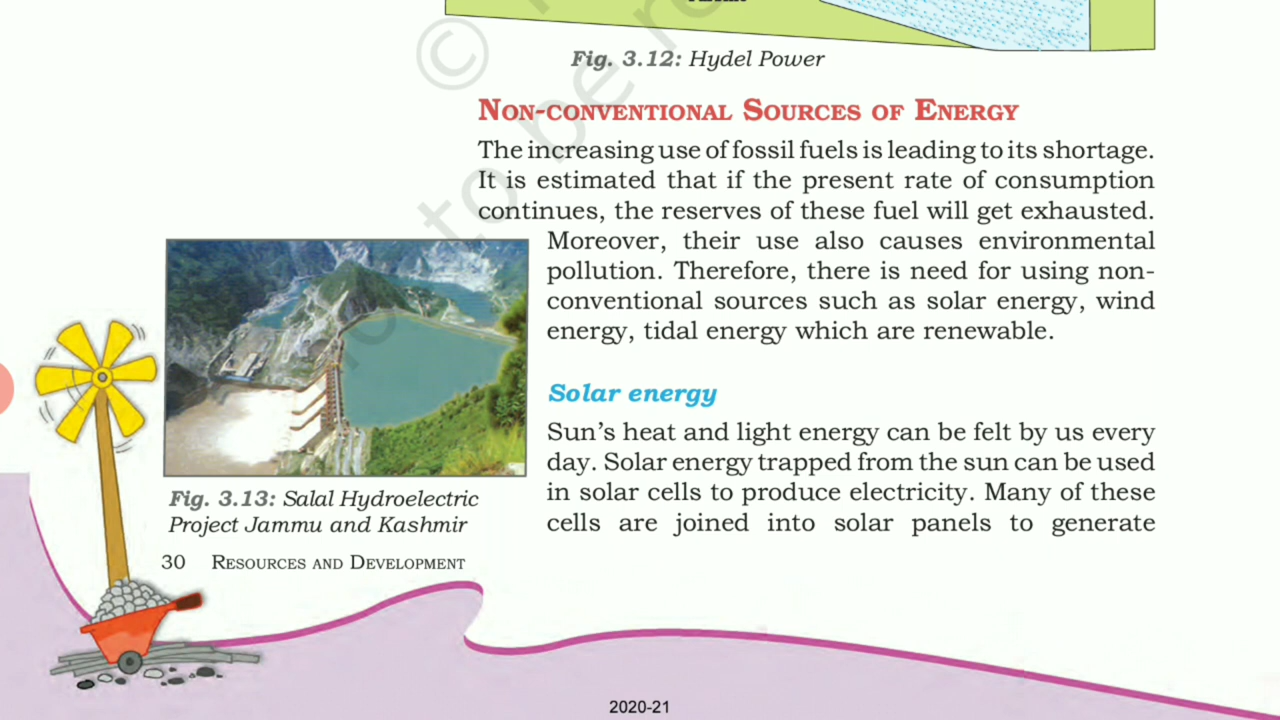 Fig. 3.12: Hydel Power
NON-CONVENTIONAL SOURCES OF ENERGY
The increasing use of fossil fuels is leading to its shortage.
It is estimated that if the present rate of consumption
continues, the reserves of these fuel will get exhausted.
Moreover, their use also causes environmental
pollution. Therefore, there is need for using non-
conventional sources such as solar energy, wind
energy, tidal energy which are renewable.
Solar energy
Sun's heat and light energy can be felt by us every
day. Solar energy trapped from the sun can be used
in solar cells to produce electricity. Many of these
cells are joined into solar panels to generate
Fig. 3.13: Salal Hydroelectric
Project Jammu and Kashmir
30 RESOURCES AND DEVELOPMENT
2020-21
©
to be